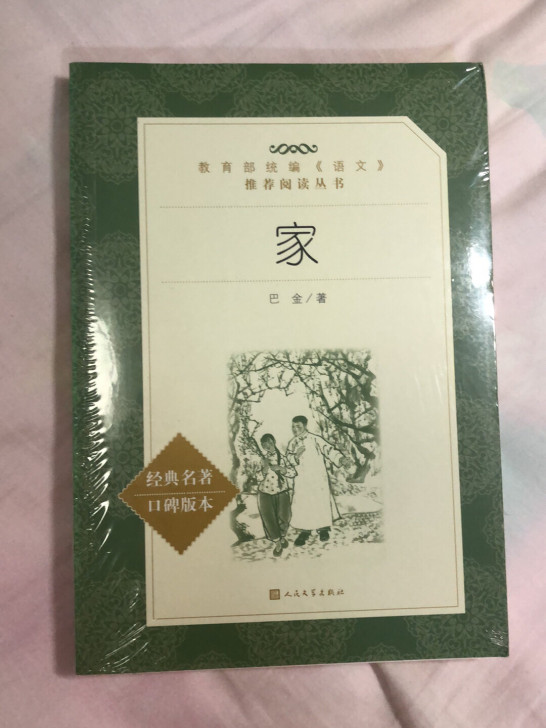 教育部统编《语文》
推荐阅读丛书
家
巴金/著
经典名著
口碑版本
人民文学出版社